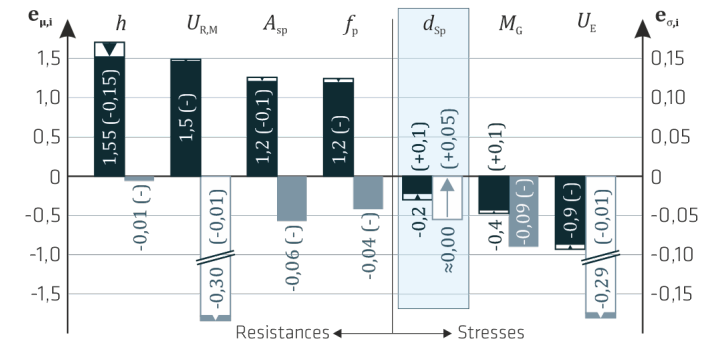 e_μ,i
h
U_R,M
A_sp
f_p
d_Sp
M_G
U_E
e_σ,i
1,5
1,0
0,5
0
-0,5
-1,0
-1,5
1,55 (-0,15)
-0,01 (-)
1,5 (-)
-0,30 (-0,01)
1,2 (-0,1)
-0,06 (-)
1,2 (-)
-0,04 (-)
-0,2 (+0,1)
≈0,00 (+0,05)
-0,4 (+0,1)
-0,09 (-)
-0,9 (-)
-0,29 (-0,01)
0,15
0,10
0,05
0
-0,05
-0,10
-0,15
Resistances
Stresses